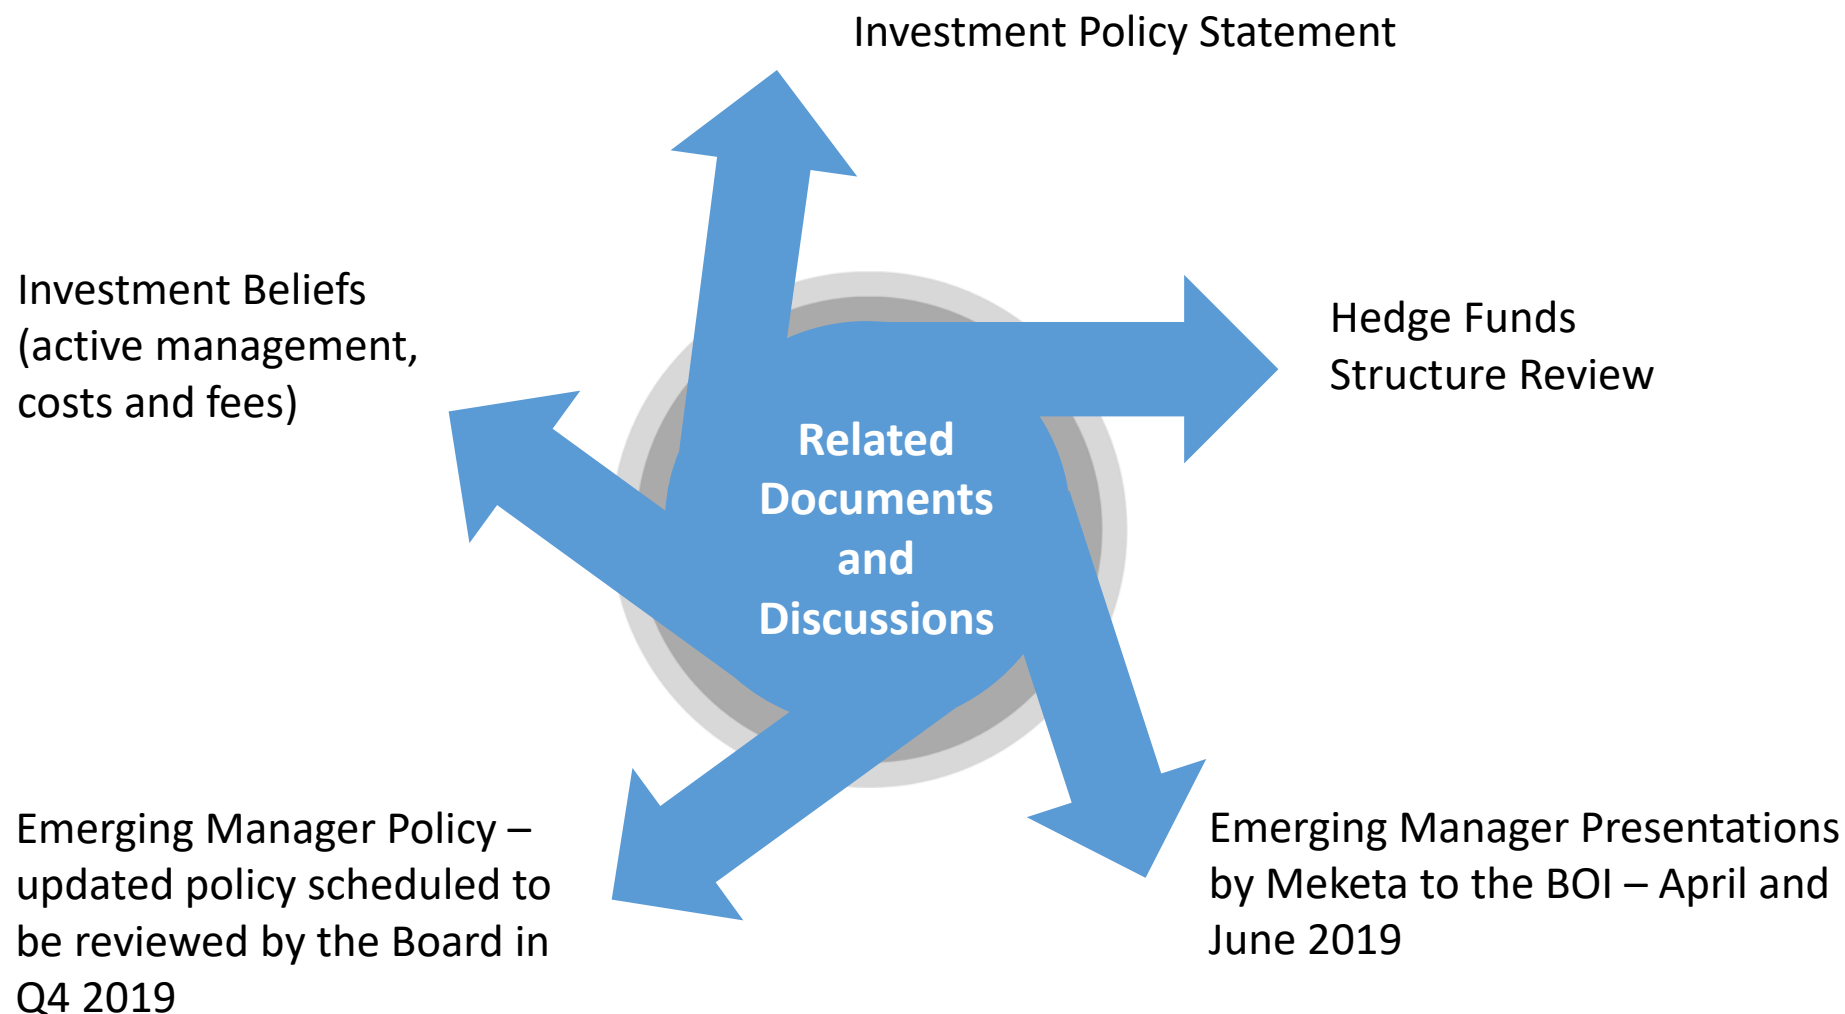 Investment Policy Statement
Investment Beliefs
(active management,
costs and fees)
Hedge Funds
Structure Review
Related
Documents
and
Discussions
Emerging Manager Policy –
updated policy scheduled to
be reviewed by the Board in
Q4 2019
Emerging Manager Presentations
by Meketa to the BOI – April and
June 2019